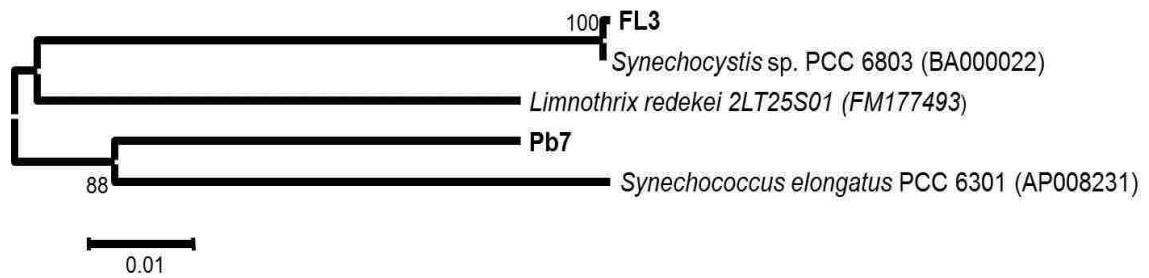 100 FL3
Synechocystis sp. PCC 6803 (BA000022)
Limnothrix redekei 2LT25S01 (FM177493)
Pb7
88
Synechococcus elongatus PCC 6301 (AP008231)
0.01